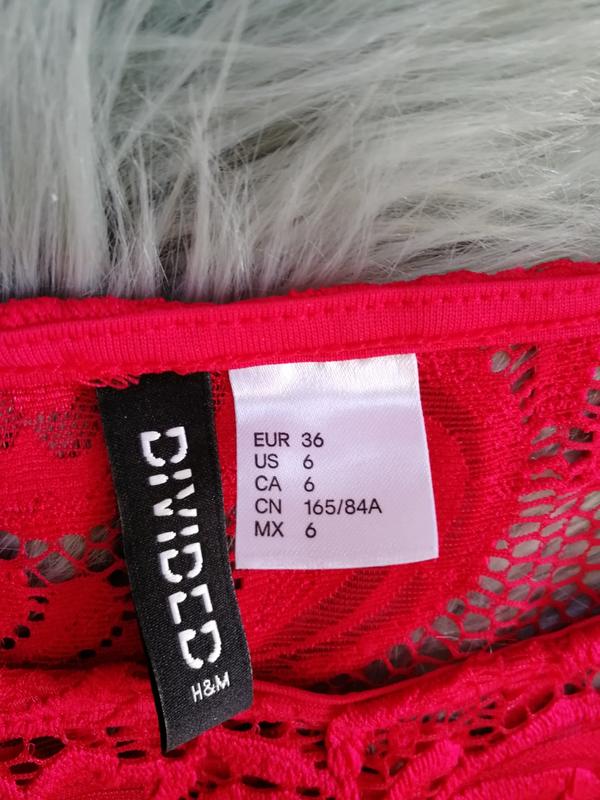 DIVIDED
H&M
EUR 36
US 6
CA 6
CN 165/84A
MX 6